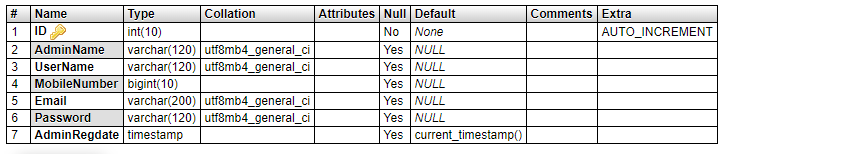 # Name Type Collation Attributes Null Default Comments Extra
1 ID int(10) No None AUTO_INCREMENT
2 AdminName varchar(120) utf8mb4_general_ci Yes NULL
3 UserName varchar(120) utf8mb4_general_ci Yes NULL
4 MobileNumber bigint(10) Yes NULL
5 Email varchar(200) utf8mb4_general_ci Yes NULL
6 Password varchar(120) utf8mb4_general_ci Yes NULL
7 AdminRegdate timestamp Yes current_timestamp()